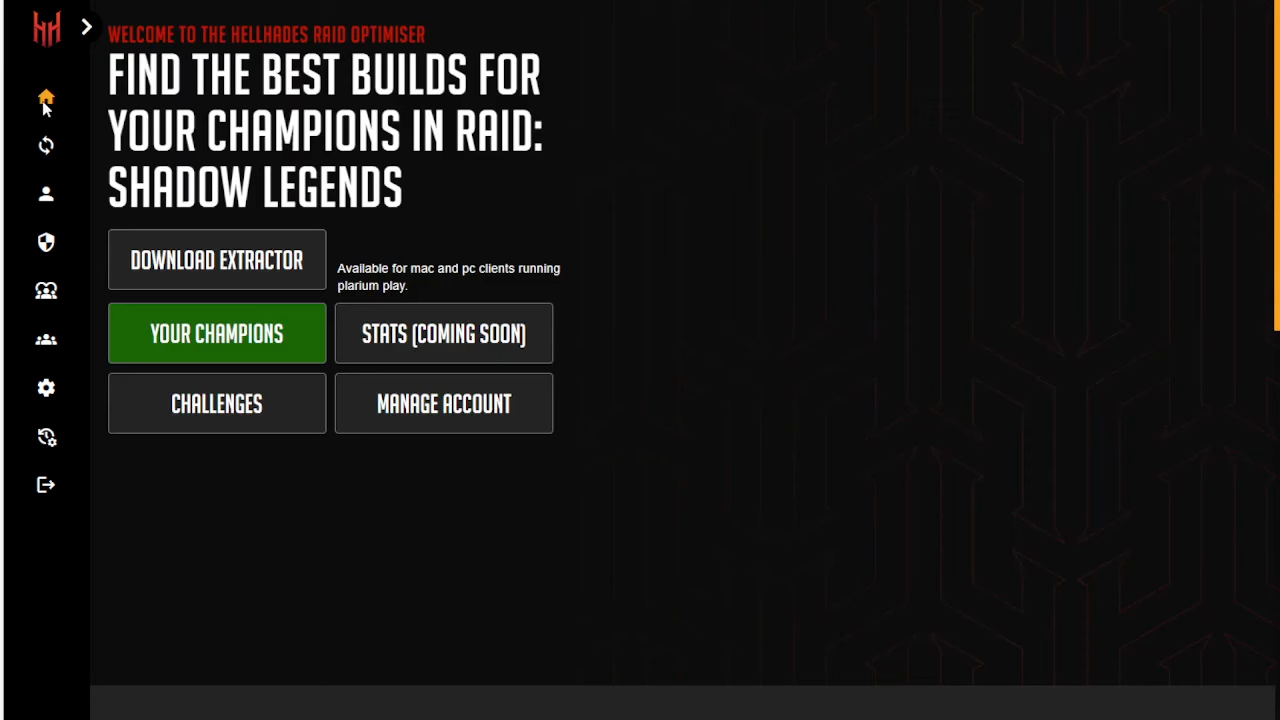 WELCOME TO THE HELLHADES RAID OPTIMISER
FIND THE BEST BUILDS FOR
YOUR CHAMPIONS IN RAID:
SHADOW LEGENDS
DOWNLOAD EXTRACTOR
Available for mac and pc clients running
plarium play.
YOUR CHAMPIONS
STATS (COMING SOON)
CHALLENGES
MANAGE ACCOUNT